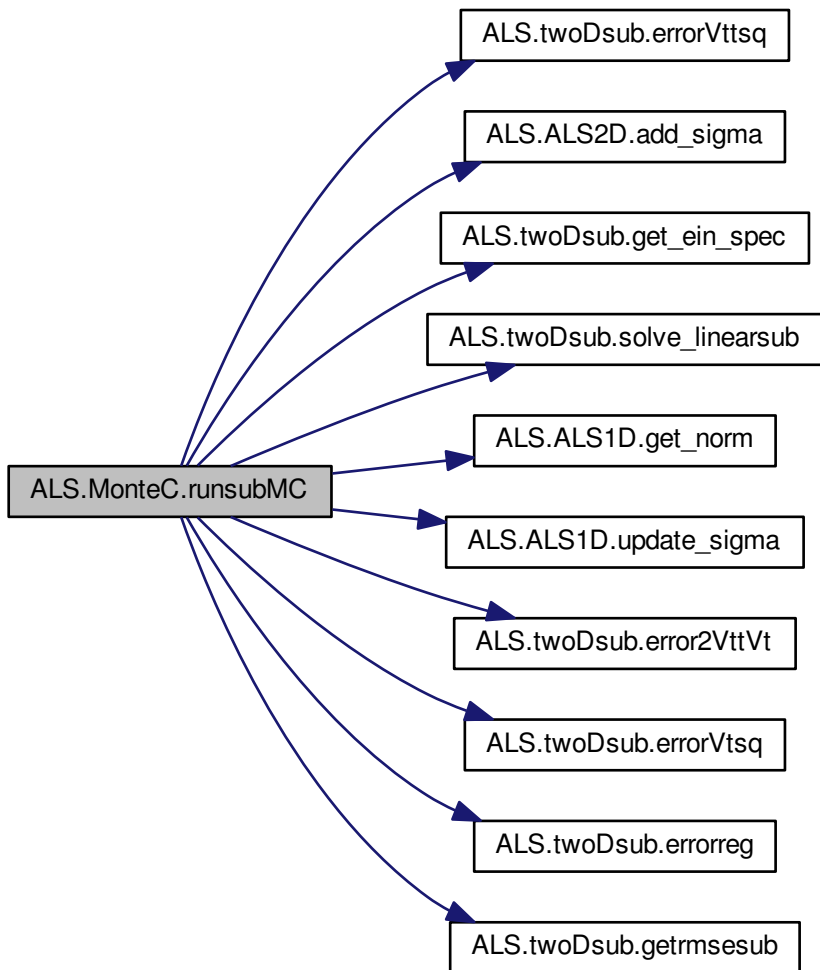 ALS.twoDsub.errorVttsq
ALS.ALS2D.add_sigma
ALS.twoDsub.get_ein_spec
ALS.twoDsub.solve_linearsub
ALS.ALS1D.get_norm
ALS.MonteC.runsubMC
ALS.ALS1D.update_sigma
ALS.twoDsub.error2VttVt
ALS.twoDsub.errorVtsq
ALS.twoDsub.errorreg
ALS.twoDsub.getrmsesub